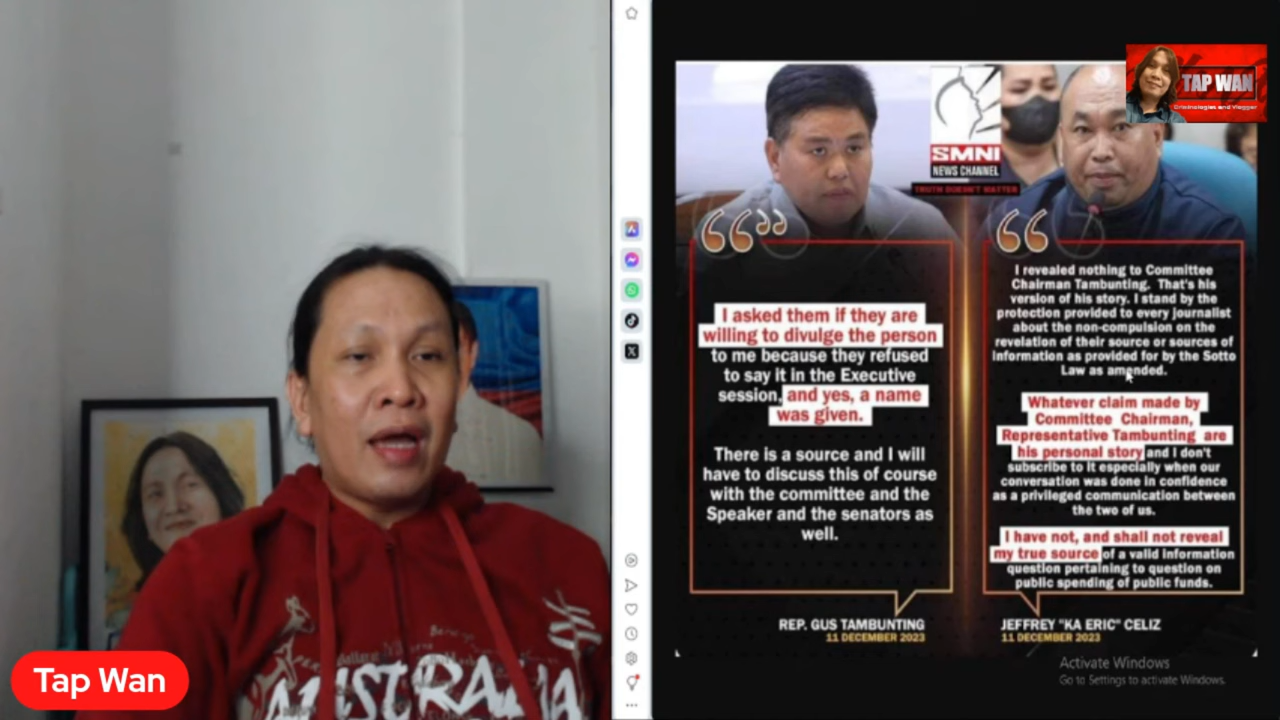 TAP WAN
Criminologist and Vlogger
SMNI
NEWS CHANNEL
TRUTH DOESN'T MATTER
I asked them if they are
willing to divulge the person
to me because they refused
to say it in the Executive
session, and yes, a name
was given.
There is a source and I will
have to discuss this of course
with the committee and the
Speaker and the senators as
well.
REP. GUS TAMBUNTING
11 DECEMBER 2023
I revealed nothing to Committee
Chairman Tambunting. That's his
version of his story. I stand by the
protection provided to every journalist
about the non-compulsion on the
revelation of their source or sources of
information as provided for by the Sotto
Law as amended.
Whatever claim made by
Committee Chairman,
Representative Tambunting are
his personal story and I don't
subscribe to it especially when our
conversation was done in confidence
as a privileged communication between
the two of us.
I have not, and shall not reveal
my true source of a valid information
question pertaining to question on
public spending of public funds.
JEFFREY "KA ERIC" CELIZ
11 DECEMBER 2023
Activate Windows
Go to Settings to activate Windows.
Tap Wan
AUSTRALIA